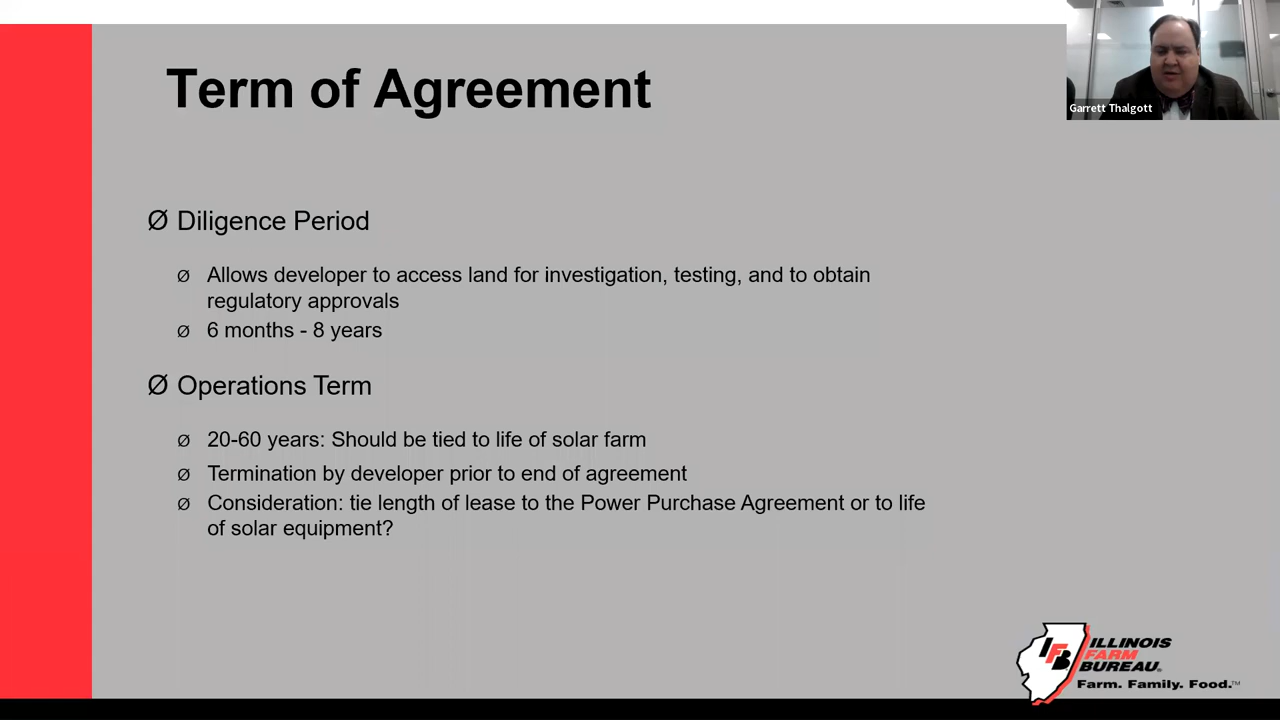 Term of Agreement
Garrett Thalgott
Ø Diligence Period
Ø Allows developer to access land for investigation, testing, and to obtain
regulatory approvals
Ø 6 months - 8 years
Ø Operations Term
Ø 20-60 years: Should be tied to life of solar farm
Ø Termination by developer prior to end of agreement
Ø Consideration: tie length of lease to the Power Purchase Agreement or to life
of solar equipment?
IFB
ILLINOIS
FARM
BUREAU®
Farm. Family. Food.™